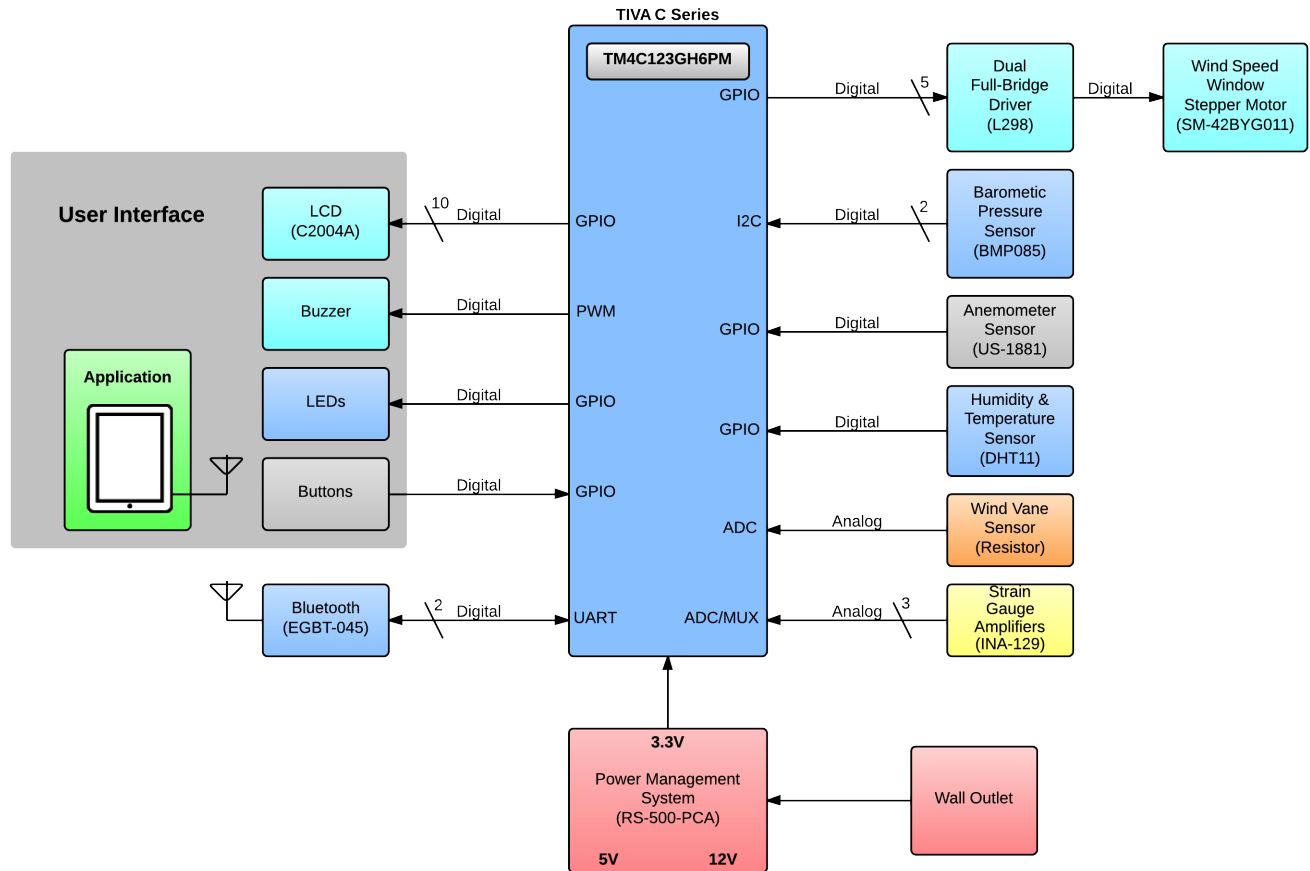 TIVA C Series
TM4C123GH6PM
GPIO
Digital
5
Dual
Full-Bridge
Driver
(L298)
Digital
Wind Speed
Window
Stepper Motor
(SM-42BYG011)
User Interface
LCD
(C2004A)
10
Digital
GPIO
I2C
Digital
2
Barometic
Pressure
Sensor
(BMP085)
Buzzer
Digital
PWM
GPIO
Digital
Anemometer
Sensor
(US-1881)
Application
LEDs
Digital
GPIO
GPIO
Digital
Humidity &
Temperature
Sensor
(DHT11)
Buttons
Digital
GPIO
ADC
Analog
Wind Vane
Sensor
(Resistor)
Bluetooth
(EGBT-045)
2
Digital
UART
ADC/MUX
Analog
3
Strain
Gauge
Amplifiers
(INA-129)
3.3V
Power Management
System
(RS-500-PCA)
5V
12V
Wall Outlet